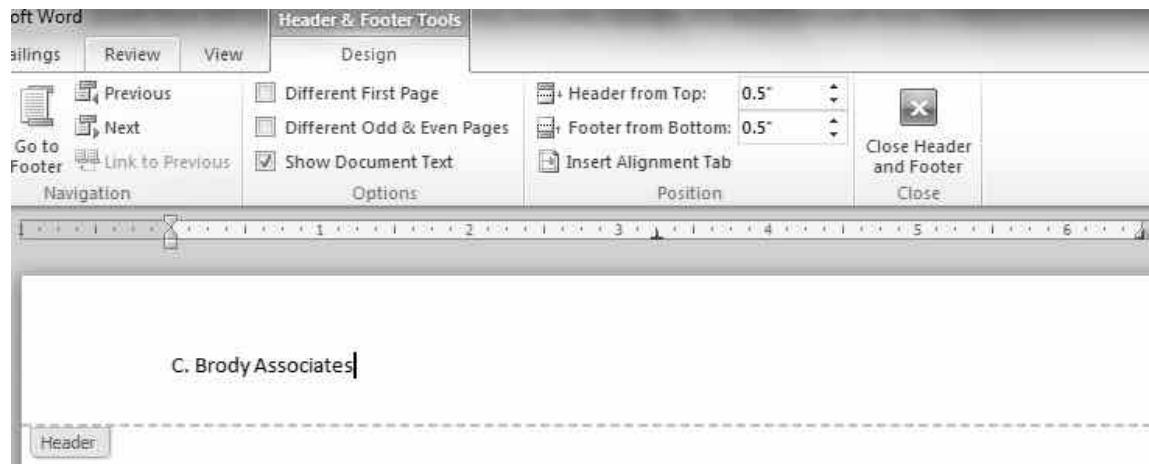 oft Word Header & Footer Tools
ailings Review View Design
Previous Different First Page Header from Top: 0.5"
Next Different Odd & Even Pages Footer from Bottom: 0.5"
Go to Footer Link to Previous Show Document Text Insert Alignment Tab Close Header and Footer
Navigation Options Position Close
1 1 2 3 4 5 6
C. Brody Associates
Header